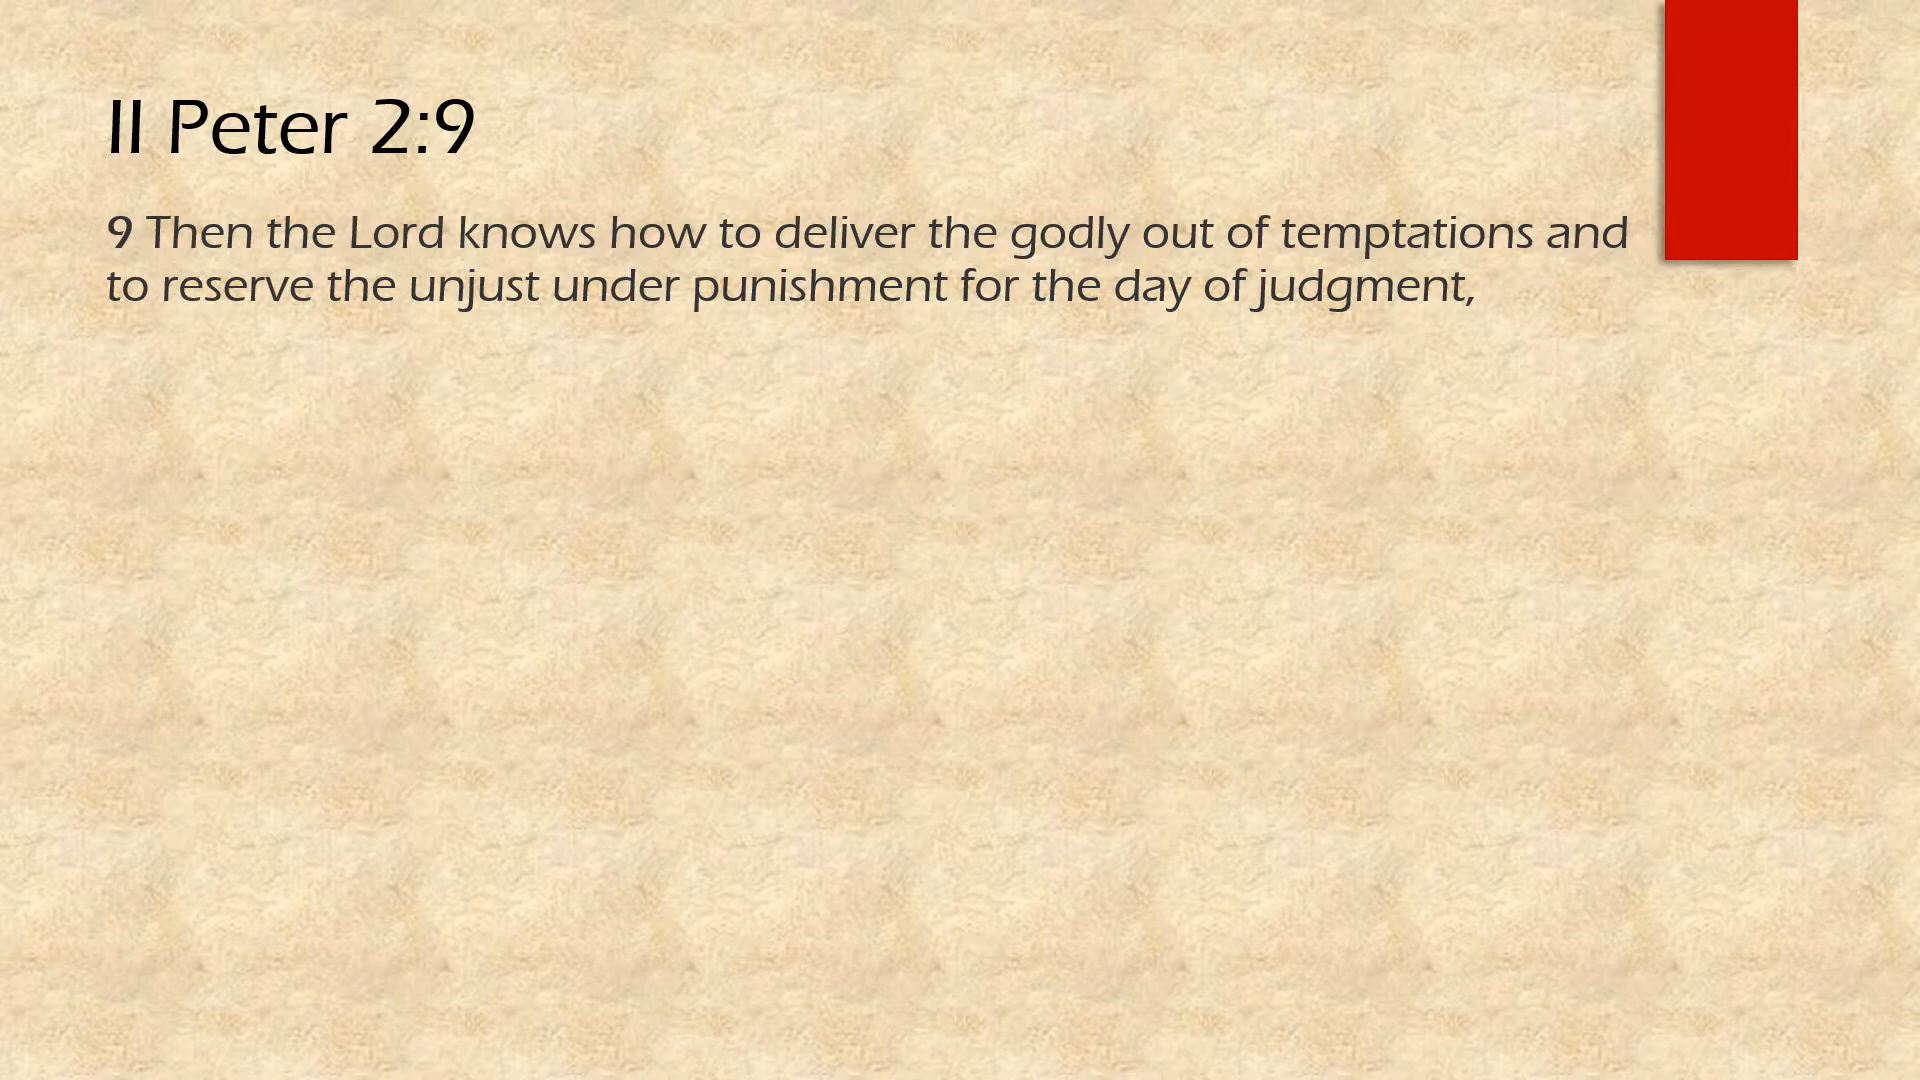 II Peter 2:9
9 Then the Lord knows how to deliver the godly out of temptations and
to reserve the unjust under punishment for the day of judgment,